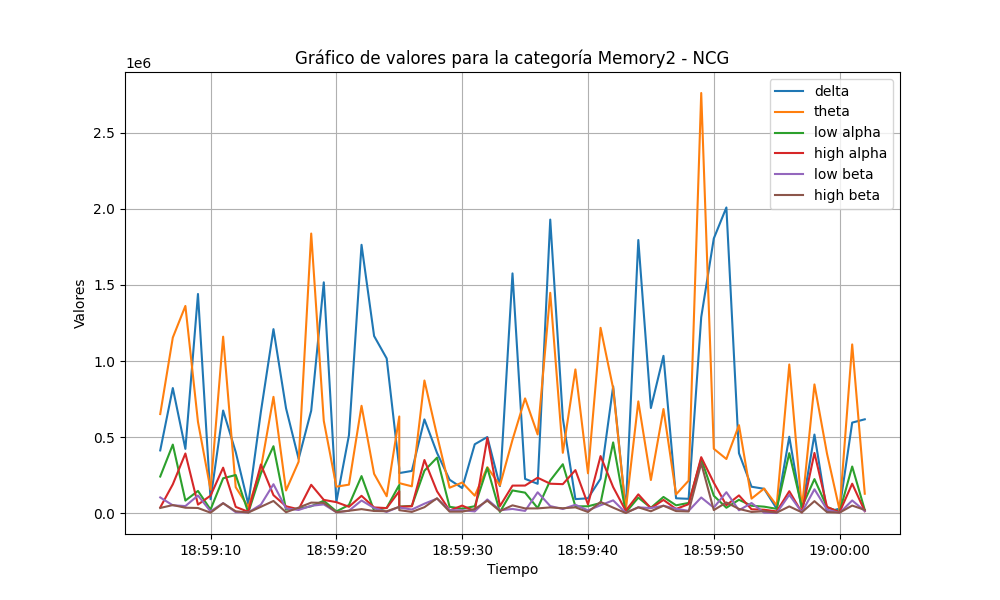 Gráfico de valores para la categoría Memory2 - NCG
1e6
delta
theta
low alpha
high alpha
low beta
high beta
2.5
2.0
1.5
1.0
0.5
0.0
Valores
18:59:10 18:59:20 18:59:30 18:59:40 18:59:50 19:00:00
Tiempo